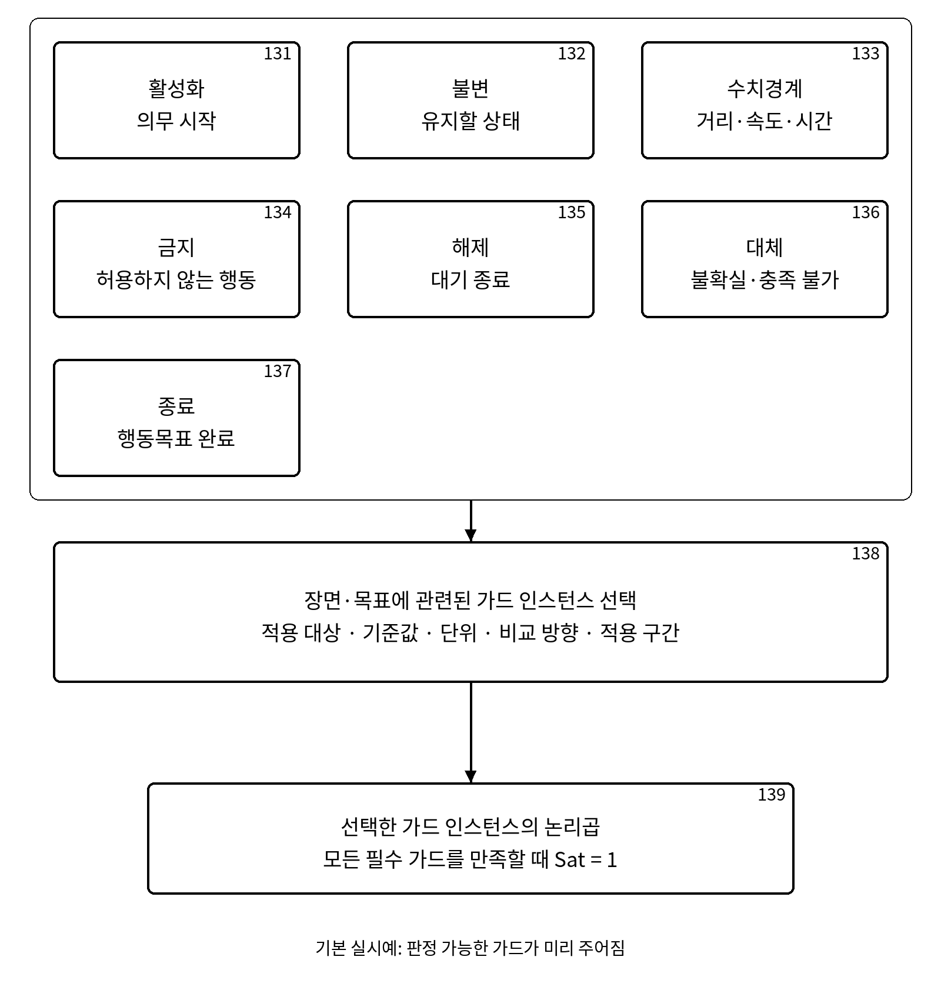 131
활성화
의무 시작
132
불변
유지할 상태
133
수치경계
거리·속도·시간
134
금지
허용하지 않는 행동
135
해제
대기 종료
136
대체
불확실·충족 불가
137
종료
행동목표 완료
138
장면·목표에 관련된 가드 인스턴스 선택
적용 대상 · 기준값 · 단위 · 비교 방향 · 적용 구간
139
선택한 가드 인스턴스의 논리곱
모든 필수 가드를 만족할 때 Sat = 1
기본 실시예: 판정 가능한 가드가 미리 주어짐